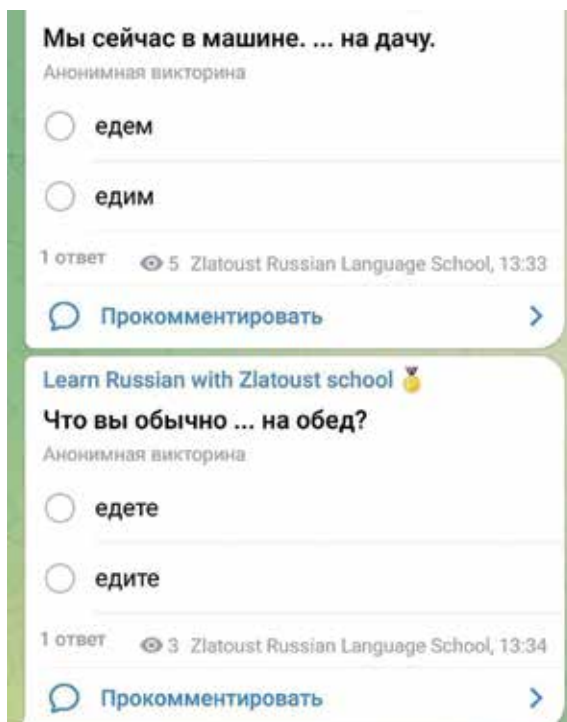 Мы сейчас в машине. ... на дачу.
Анонимная викторина
едем
едим
1 ответ 5 Zlatoust Russian Language School, 13:33
Прокомментировать
Learn Russian with Zlatoust school 🏅
Что вы обычно ... на обед?
Анонимная викторина
едете
едите
1 ответ 3 Zlatoust Russian Language School, 13:34
Прокомментировать